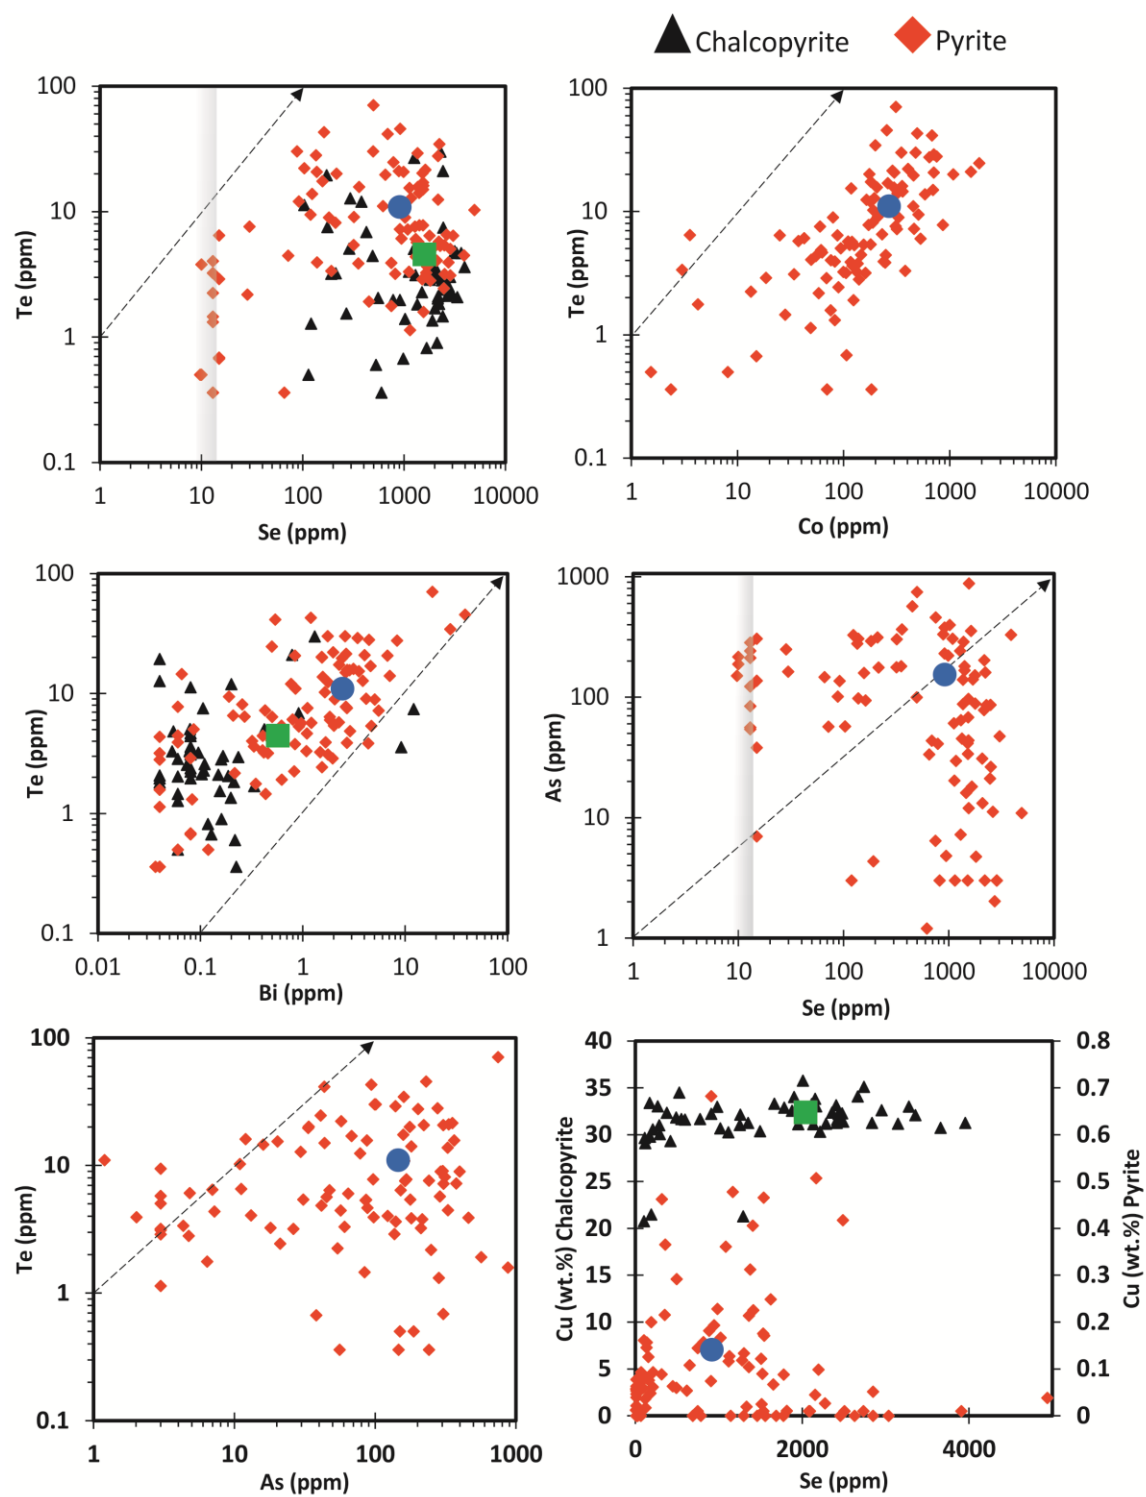 Chalcopyrite Pyrite
100 100
10 10
1 1
0.1 0.1
Te (ppm) Te (ppm)
1 10 100 1000 10000 1 10 100 1000 10000
Se (ppm) Co (ppm)
100 1000
10 100
1 10
0.1 1
Te (ppm) As (ppm)
0.01 0.1 1 10 100 1 10 100 1000 10000
Bi (ppm) Se (ppm)
100 40 0.8
35 0.7
10 30 0.6
25 0.5
20 0.4
1 15 0.3
10 0.2
5 0.1
0.1 0 0
Te (ppm) Cu (wt.%) Chalcopyrite Cu (wt.%) Pyrite
1 10 100 1000 0 2000 4000
As (ppm) Se (ppm)